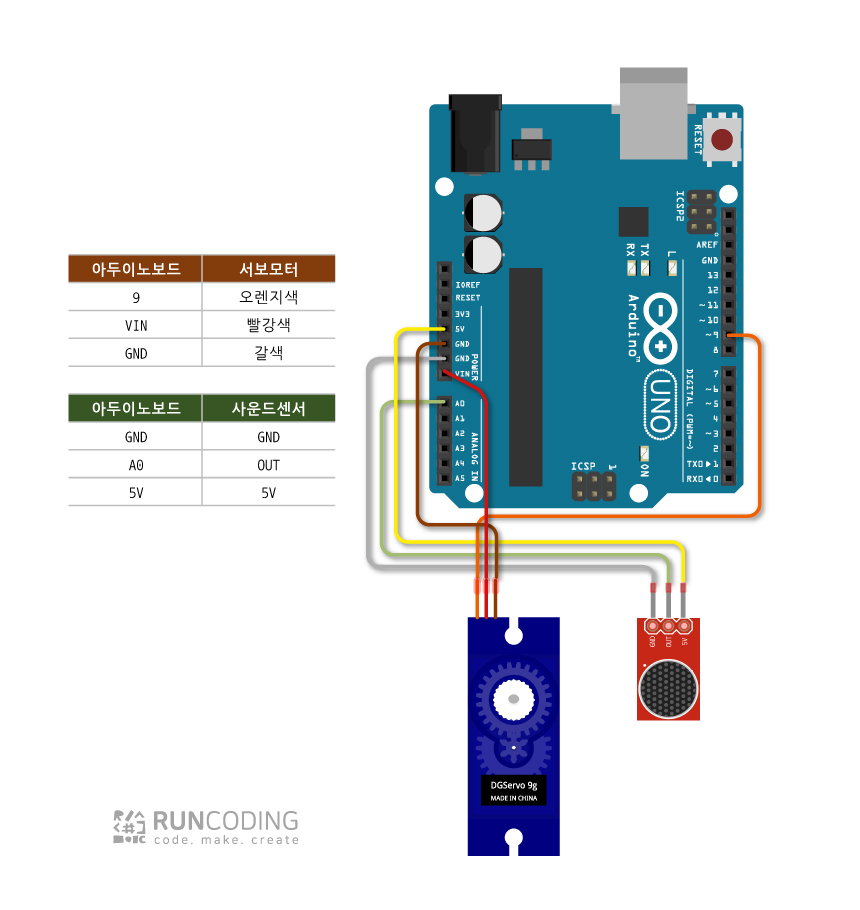 아두이노보드 서보모터
9 오렌지색
VIN 빨강색
GND 갈색
아두이노보드 사운드센서
GND GND
A0 OUT
5V 5V
RESET
ICSP2
AREF
GND
13
12
~11
~10
~9
8
7
~6
~5
4
~3
2
TX0▶1
RX0◀0
DIGITAL (PWM=~)
RX
TX
L
Arduino™
UNO
ON
ICSP
1
IOREF
RESET
3V3
5V
GND
GND
VIN
POWER
A0
A1
A2
A3
A4
A5
ANALOG IN
GND
OUT
5V
DGServo 9g
MADE IN CHINA
RUNCODING
code. make. create